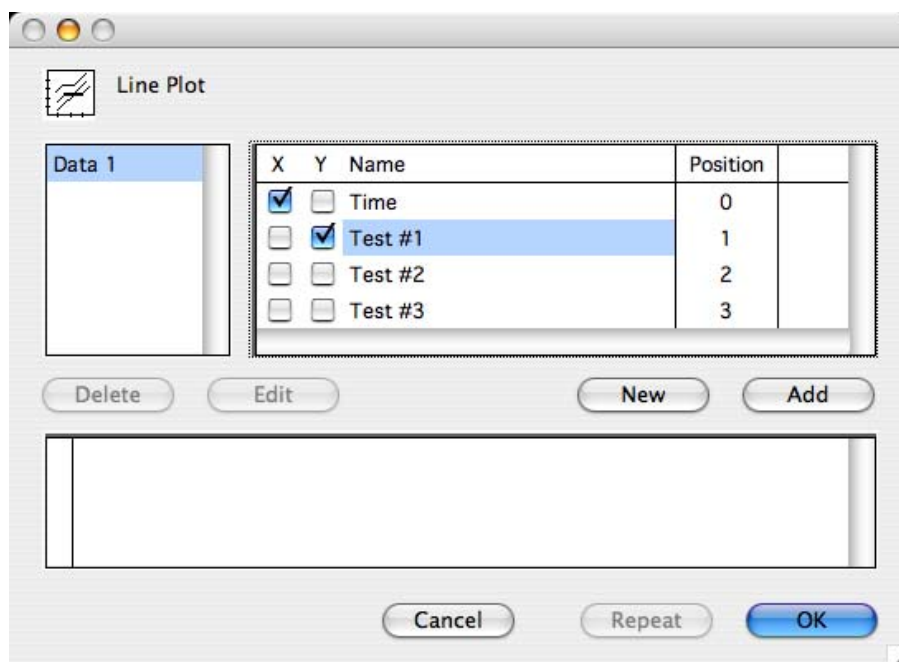 Line Plot
Data 1
X Y Name Position
Time 0
Test #1 1
Test #2 2
Test #3 3
Delete Edit New Add
Cancel Repeat OK